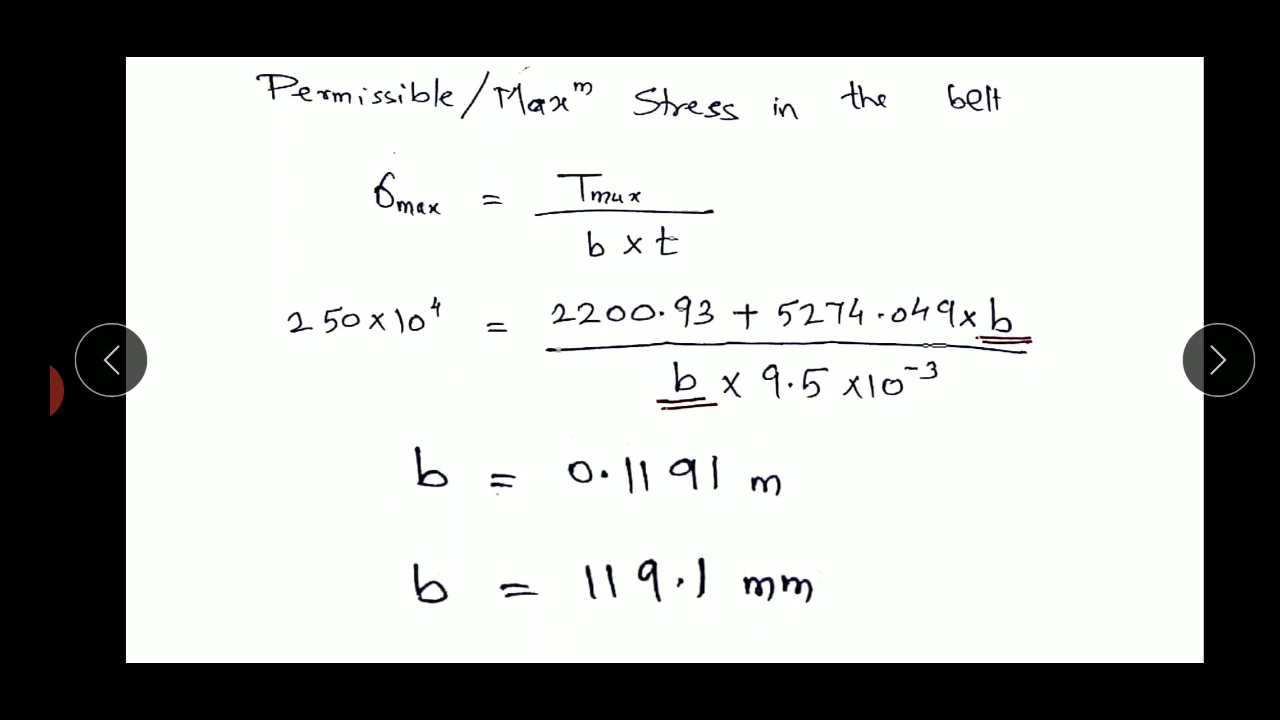 Permissible/Maxᵐ Stress in the belt
σmax = Tmax / b × t
250×10⁴ = 2200.93 + 5274.049× b / b × 9.5 ×10⁻³
b = 0.1191 m
b = 119.1 mm